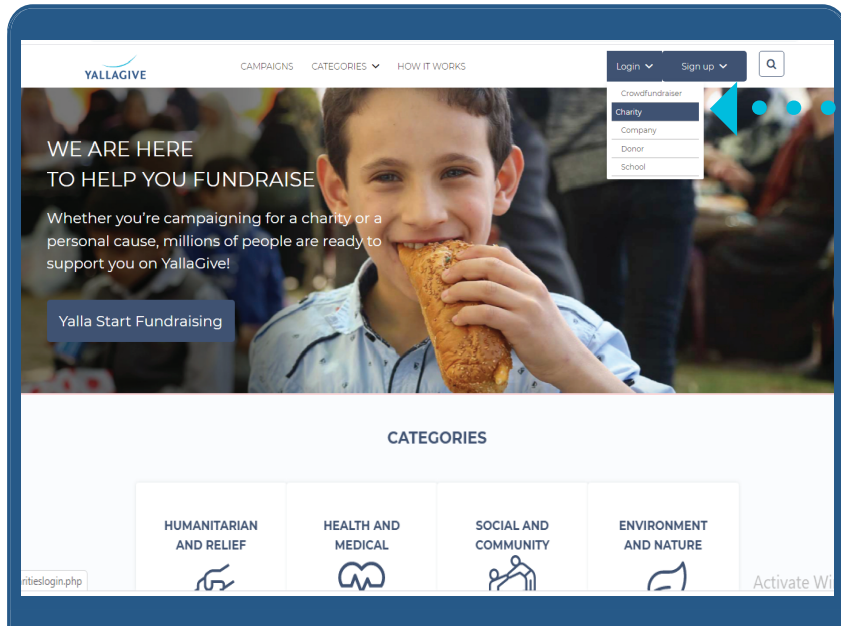 YALLAGIVE
CAMPAIGNS CATEGORIES HOW IT WORKS
Login Sign up
Crowdfundraiser
Charity
Company
Donor
School
WE ARE HERE
TO HELP YOU FUNDRAISE
Whether you're campaigning for a charity or a
personal cause, millions of people are ready to
support you on YallaGive!
Yalla Start Fundraising
CATEGORIES
HUMANITARIAN
AND RELIEF
HEALTH AND
MEDICAL
SOCIAL AND
COMMUNITY
ENVIRONMENT
AND NATURE
ritieslogin.php
Activate Wi